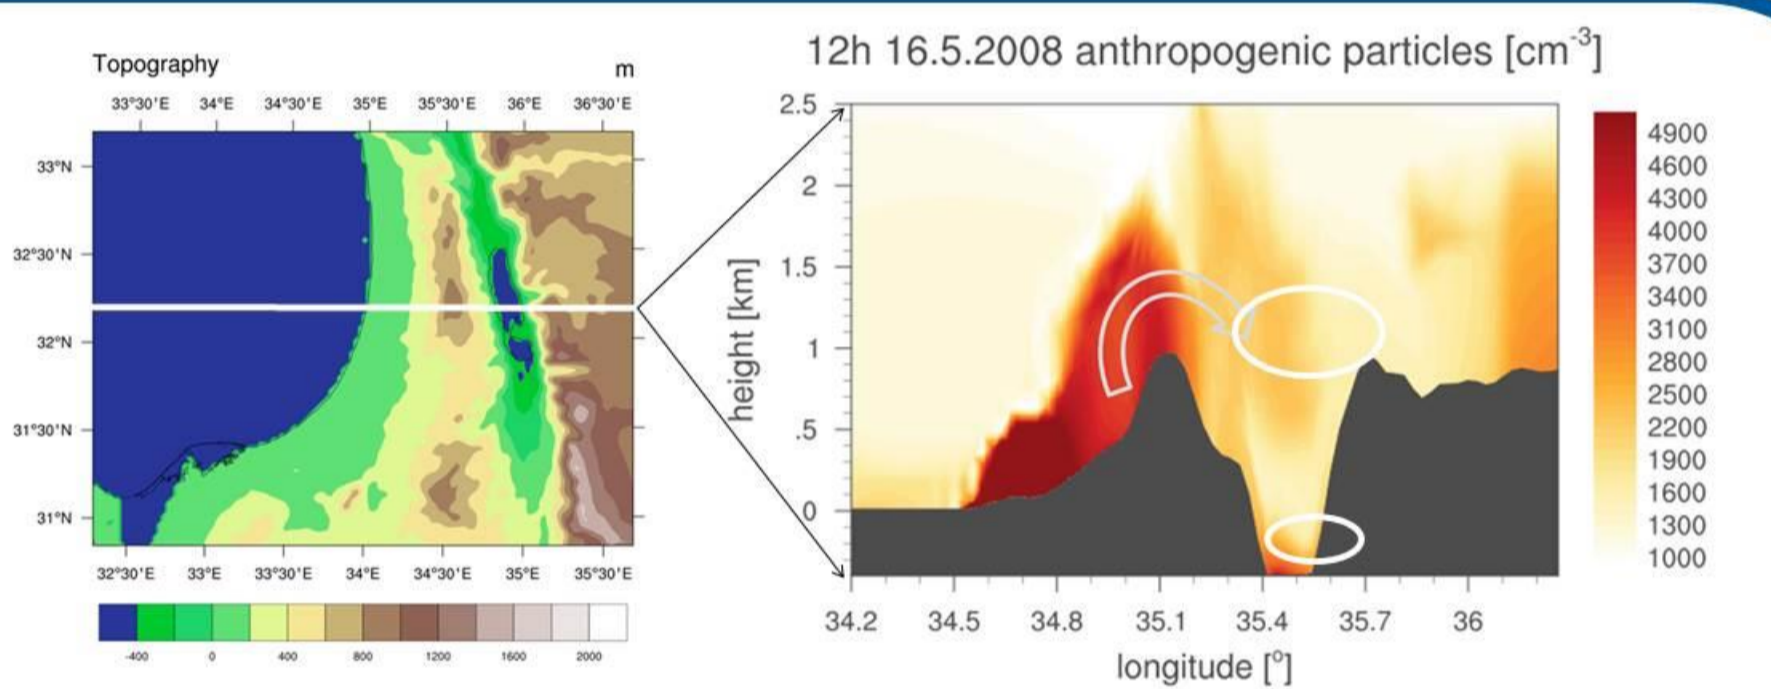 Topography
m
33°30'E 34°E 34°30'E 35°E 35°30'E 36°E 36°30'E
33°N
32°30'N
32°N
31°30'N
31°N
32°30'E 33°E 33°30'E 34°E 34°30'E 35°E 35°30'E
-400 0 400 800 1200 1600 2000
12h 16.5.2008 anthropogenic particles [cm⁻³]
height [km]
2.5
2
1.5
1
.5
0
34.2 34.5 34.8 35.1 35.4 35.7 36
longitude [°]
4900
4600
4300
4000
3700
3400
3100
2800
2500
2200
1900
1600
1300
1000